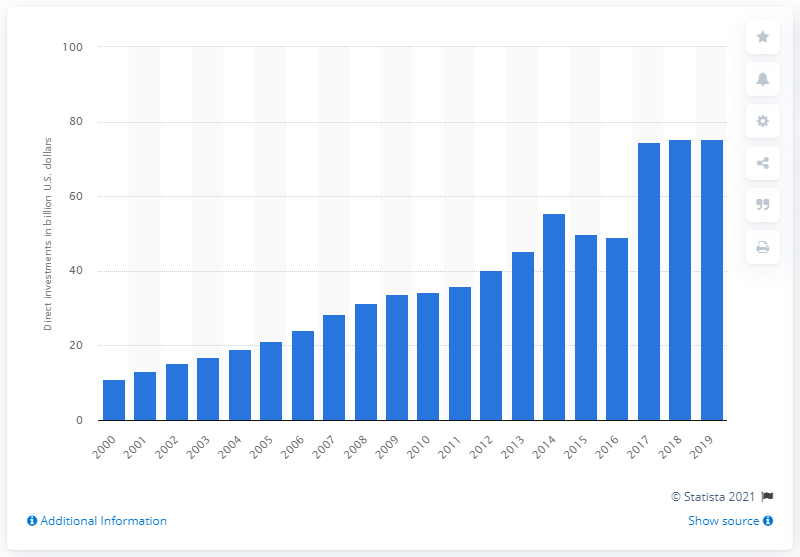 100
80
60
40
20
0
Direct investments in billion U.S. dollars
2000 2001 2002 2003 2004 2005 2006 2007 2008 2009 2010 2011 2012 2013 2014 2015 2016 2017 2018 2019
© Statista 2021
Additional Information
Show source